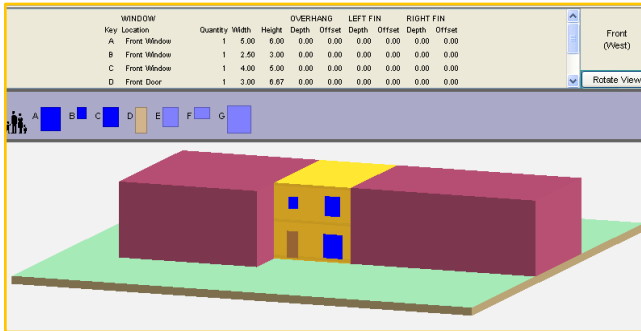 WINDOW OVERHANG LEFT FIN RIGHT FIN
Key Location Quantity Width Height Depth Offset Depth Offset Depth Offset
A Front Window 1 5.00 6.00 0.00 0.00 0.00 0.00 0.00 0.00
B Front Window 1 2.50 3.00 0.00 0.00 0.00 0.00 0.00 0.00
C Front Window 1 4.00 5.00 0.00 0.00 0.00 0.00 0.00 0.00
D Front Door 1 3.00 6.67 0.00 0.00 0.00 0.00 0.00 0.00
Front
(West)
Rotate View
A B C D E F G